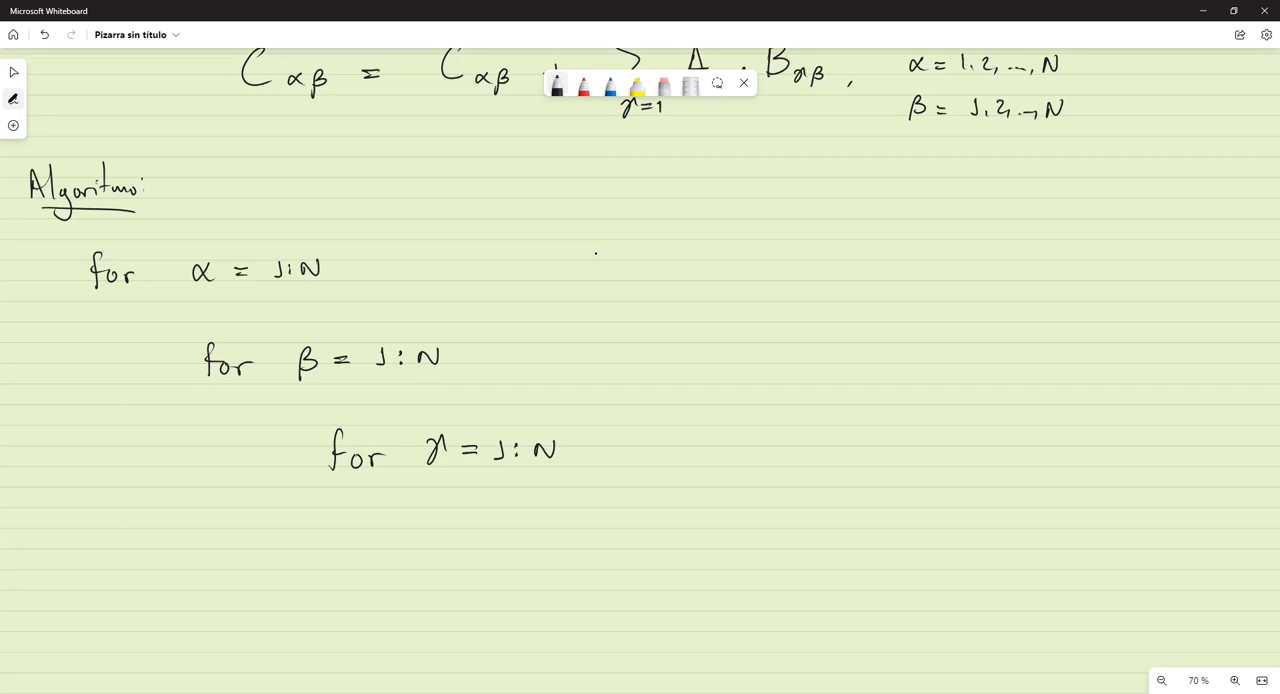 Microsoft Whiteboard
Pizarra sin título
C αβ = C αβ B γβ , α = 1, 2, ..., N
γ=1 β = 1, 2, ..., N
Algoritmo:
for α = 1:N
for β = 1:N
for γ = 1:N
70 %